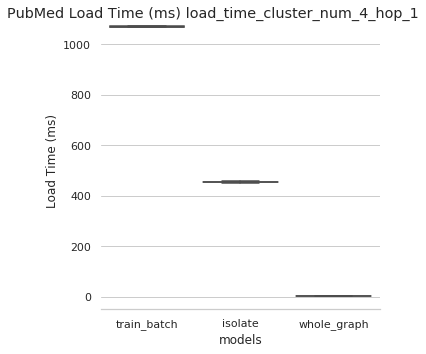 PubMed Load Time (ms) load_time_cluster_num_4_hop_1
1000
800
600
400
200
0
Load Time (ms)
train_batch isolate whole_graph
models